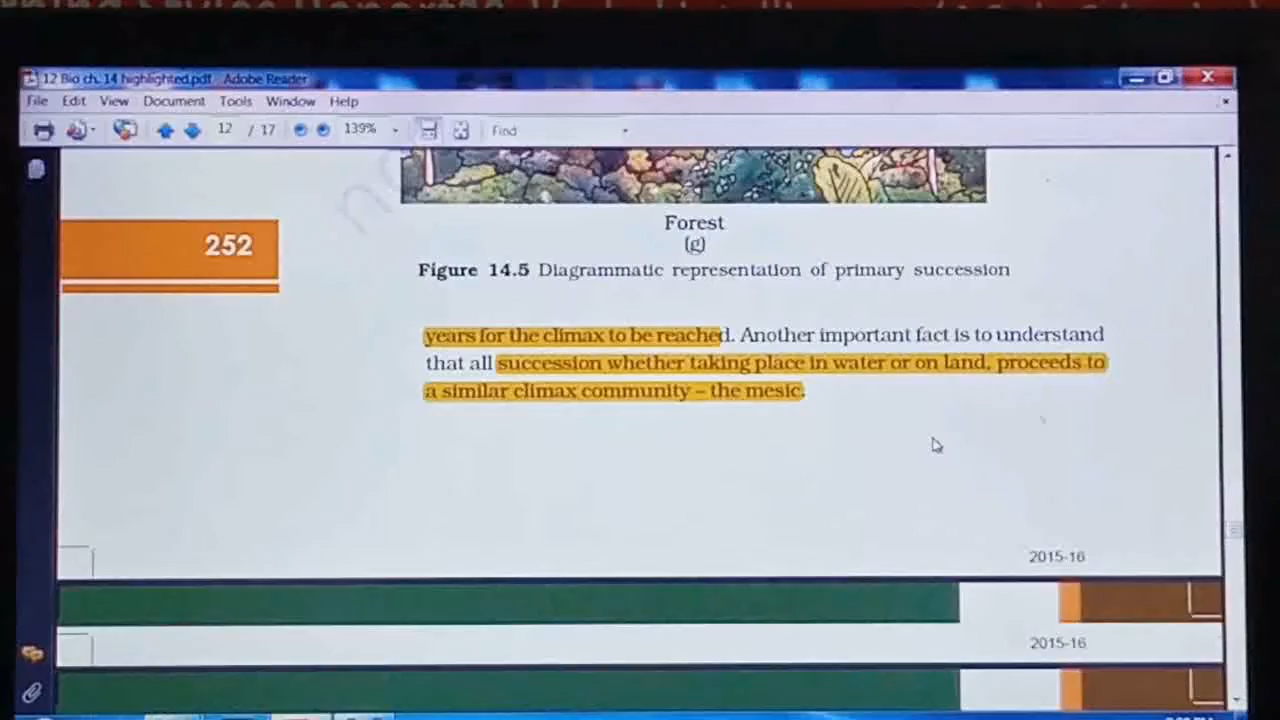 12 Bio ch. 14 highlighted.pdf - Adobe Reader
File Edit View Document Tools Window Help
12 / 17 139% Find
Forest
(g)
252
Figure 14.5 Diagrammatic representation of primary succession
years for the climax to be reached. Another important fact is to understand
that all succession whether taking place in water or on land, proceeds to
a similar climax community – the mesic.
2015-16
2015-16